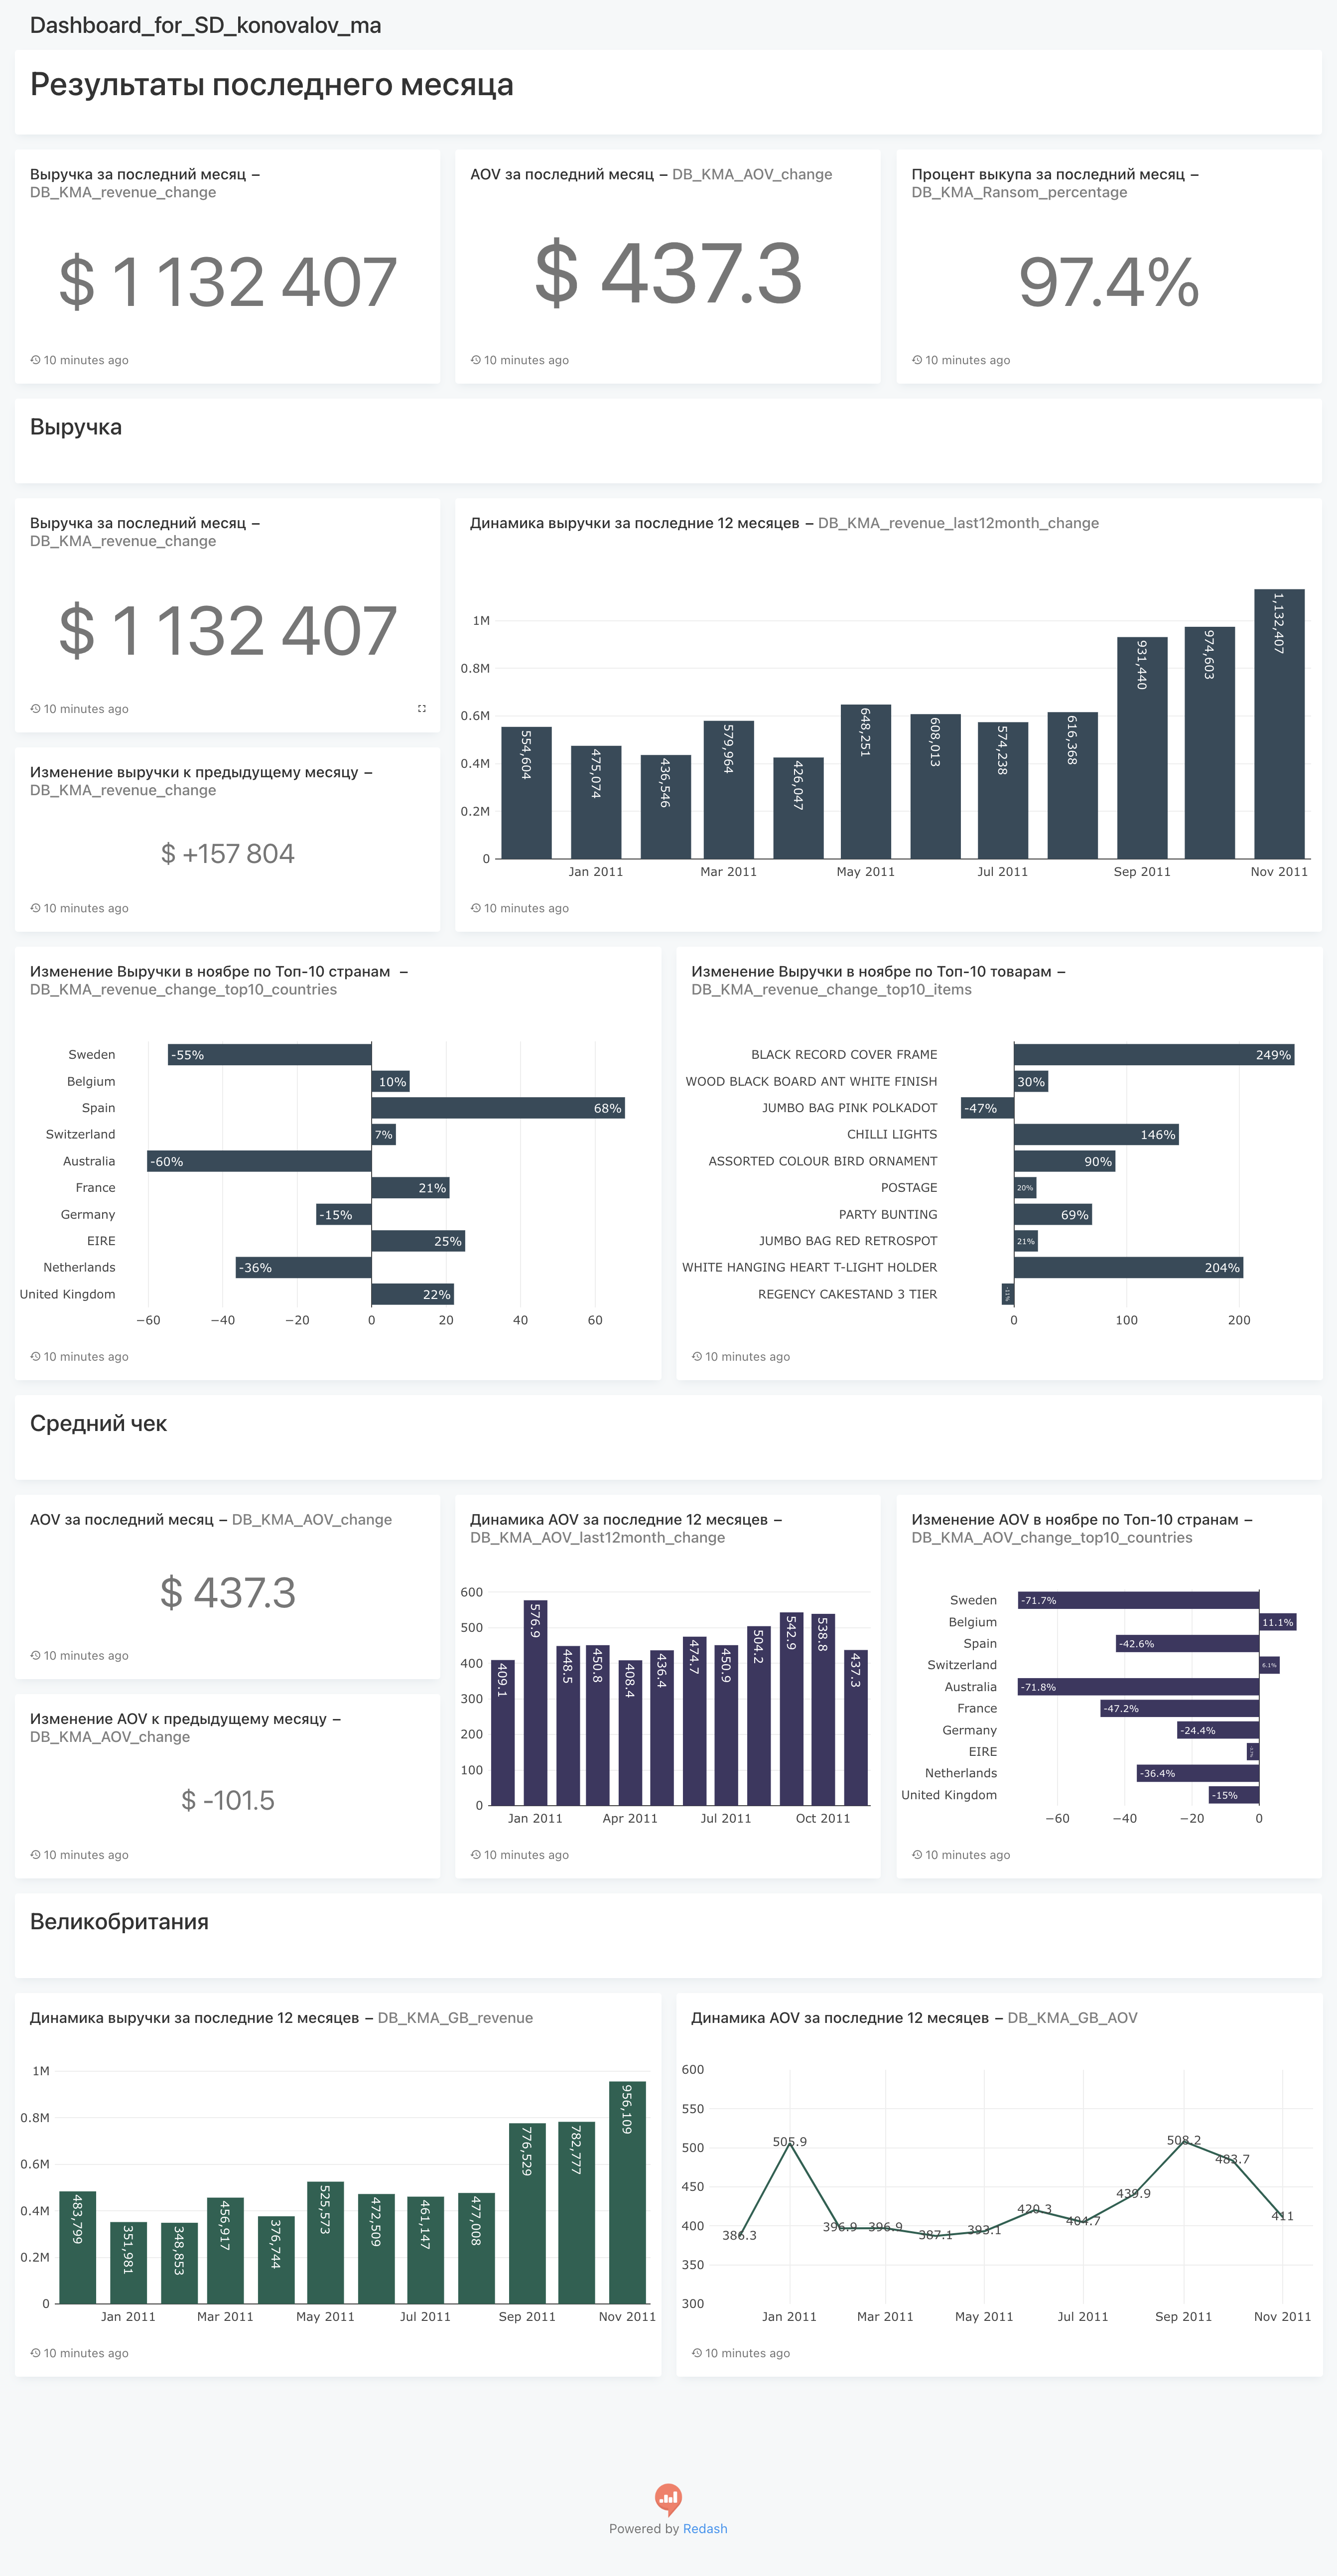 Dashboard_for_SD_konovalov_ma
Результаты последнего месяца
Выручка за последний месяц –
DB_KMA_revenue_change
$ 1 132 407
10 minutes ago
AOV за последний месяц – DB_KMA_AOV_change
$ 437.3
10 minutes ago
Процент выкупа за последний месяц –
DB_KMA_Ransom_percentage
97.4%
10 minutes ago
Выручка
Выручка за последний месяц –
DB_KMA_revenue_change
$ 1 132 407
10 minutes ago
Изменение выручки к предыдущему месяцу –
DB_KMA_revenue_change
$ +157 804
10 minutes ago
Динамика выручки за последние 12 месяцев – DB_KMA_revenue_last12month_change
1M
0.8M
0.6M
0.4M
0.2M
0
554,604
475,074
436,546
579,964
426,047
648,251
608,013
574,238
616,368
931,440
974,603
1,132,407
Jan 2011
Mar 2011
May 2011
Jul 2011
Sep 2011
Nov 2011
10 minutes ago
Изменение Выручки в ноябре по Топ-10 странам –
DB_KMA_revenue_change_top10_countries
Sweden -55%
Belgium 10%
Spain 68%
Switzerland 7%
Australia -60%
France 21%
Germany -15%
EIRE 25%
Netherlands -36%
United Kingdom 22%
−60 −40 −20 0 20 40 60
10 minutes ago
Изменение Выручки в ноябре по Топ-10 товарам –
DB_KMA_revenue_change_top10_items
BLACK RECORD COVER FRAME 249%
WOOD BLACK BOARD ANT WHITE FINISH 30%
JUMBO BAG PINK POLKADOT -47%
CHILLI LIGHTS 146%
ASSORTED COLOUR BIRD ORNAMENT 90%
POSTAGE 20%
PARTY BUNTING 69%
JUMBO BAG RED RETROSPOT 21%
WHITE HANGING HEART T-LIGHT HOLDER 204%
REGENCY CAKESTAND 3 TIER -11%
0 100 200
10 minutes ago
Средний чек
AOV за последний месяц – DB_KMA_AOV_change
$ 437.3
10 minutes ago
Изменение AOV к предыдущему месяцу –
DB_KMA_AOV_change
$ -101.5
10 minutes ago
Динамика AOV за последние 12 месяцев –
DB_KMA_AOV_last12month_change
600
500
400
300
200
100
0
409.1
576.9
448.5
450.8
408.4
436.4
474.7
450.9
504.2
542.9
538.8
437.3
Jan 2011
Apr 2011
Jul 2011
Oct 2011
10 minutes ago
Изменение AOV в ноябре по Топ-10 странам –
DB_KMA_AOV_change_top10_countries
Sweden -71.7%
Belgium 11.1%
Spain -42.6%
Switzerland 6.1%
Australia -71.8%
France -47.2%
Germany -24.4%
EIRE
Netherlands -36.4%
United Kingdom -15%
−60 −40 −20 0
10 minutes ago
Великобритания
Динамика выручки за последние 12 месяцев – DB_KMA_GB_revenue
1M
0.8M
0.6M
0.4M
0.2M
0
483,799
351,981
348,853
456,917
376,744
525,573
472,509
461,147
477,008
776,529
782,777
956,109
Jan 2011
Mar 2011
May 2011
Jul 2011
Sep 2011
Nov 2011
10 minutes ago
Динамика AOV за последние 12 месяцев – DB_KMA_GB_AOV
600
550
500
450
400
350
300
386.3
505.9
396.9
396.9
387.1
393.1
420.3
404.7
439.9
508.2
483.7
411
Jan 2011
Mar 2011
May 2011
Jul 2011
Sep 2011
Nov 2011
10 minutes ago
Powered by Redash